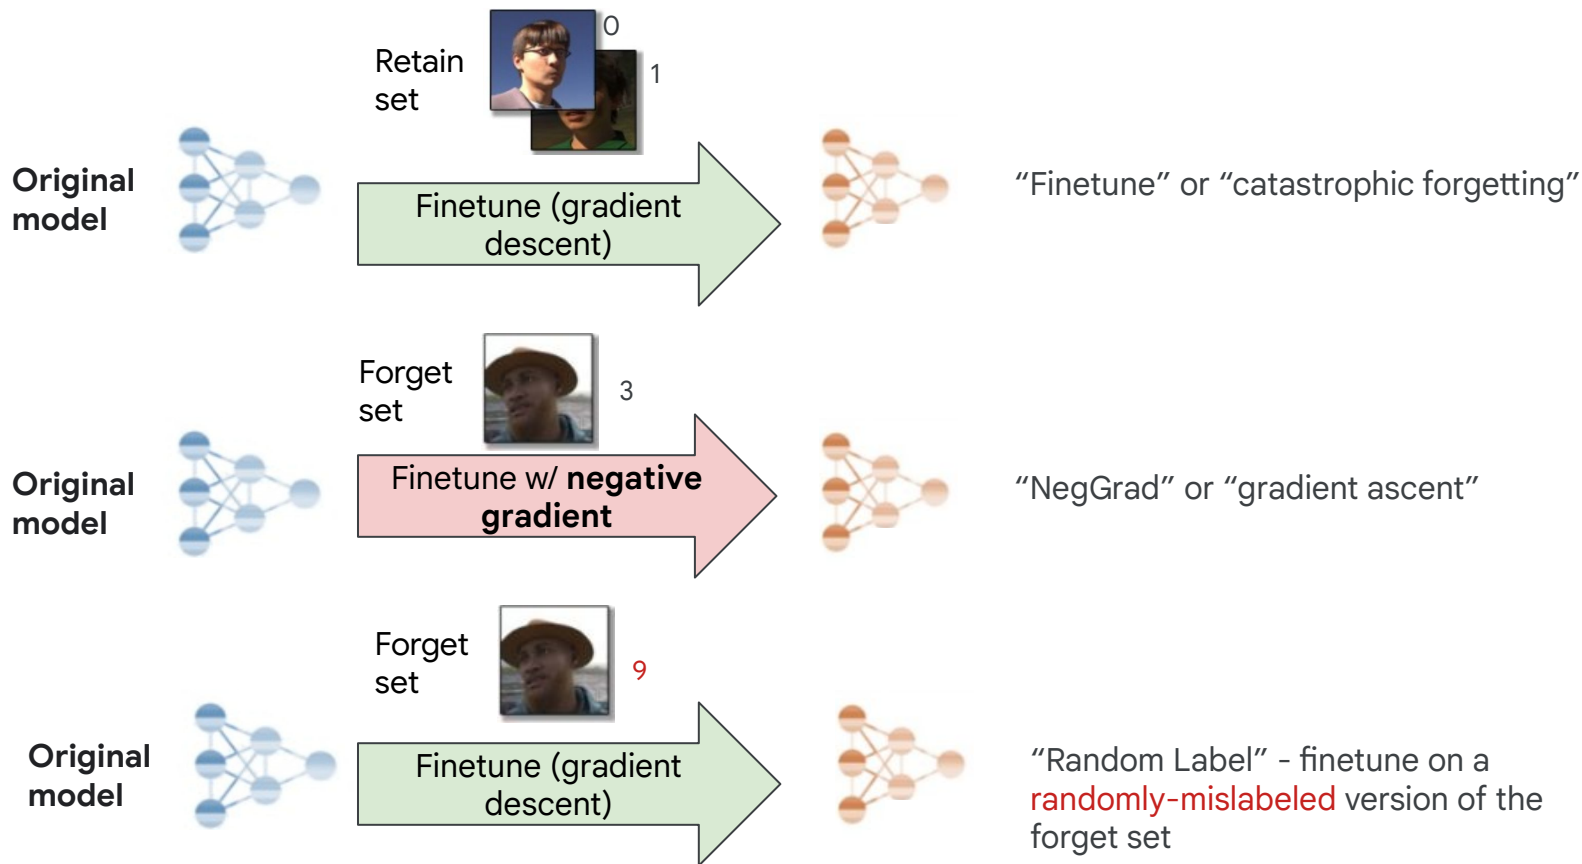 Retain
set
0
1
Original
model
Finetune (gradient
descent)
“Finetune” or “catastrophic forgetting”
Forget
set
3
Original
model
Finetune w/ negative
gradient
“NegGrad” or “gradient ascent”
Forget
set
9
Original
model
Finetune (gradient
descent)
“Random Label” - finetune on a
randomly-mislabeled version of the
forget set